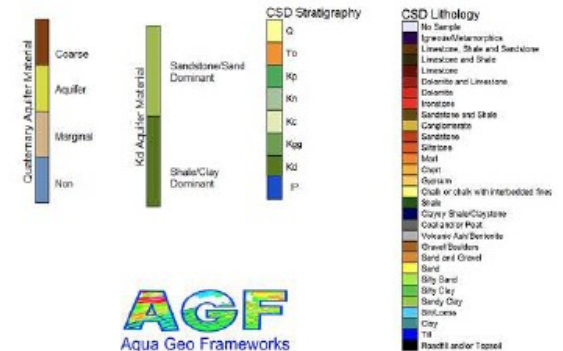 Quaternary Aquifer Material
Coarse
Aquifer
Marginal
Non
Kd Aquifer Material
Sandstone/Sand
Dominant
Shale/Clay
Dominant
CSD Stratigraphy
Q
To
Kp
Kn
Kc
Kgg
Kd
IP
CSD Lithology
No Sample
Igneous/Metamorphics
Limestone, Shale and Sandstone
Limestone and Shale
Limestone
Dolomite and Limestone
Dolomite
Ironstone
Sandstone and Shale
Conglomerate
Sandstone
Siltstone
Marl
Chert
Gypsum
Chalk or chalk with interbedded fines
Shale
Clayey Shale/Claystone
Coal and/or Peat
Volcanic Ash/Bentonite
Gravel/Boulders
Sand and Gravel
Sand
Silty Sand
Silty Clay
Sandy Clay
Silt/Loess
Clay
Till
Roadfill and/or Topsoil
AGF
Aqua Geo Frameworks